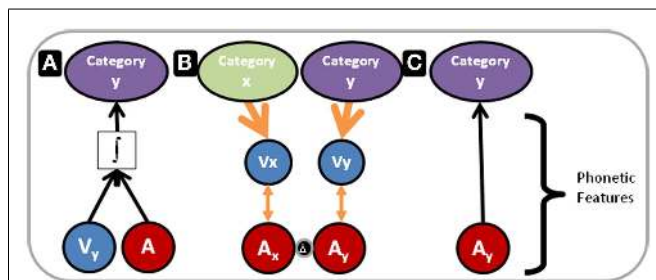 A
Category
y
B
Category
x
Category
y
C
Category
y
∫
Vx
Vy
Phonetic
Features
Vy
A
Ax
Δ
Ay
Ay